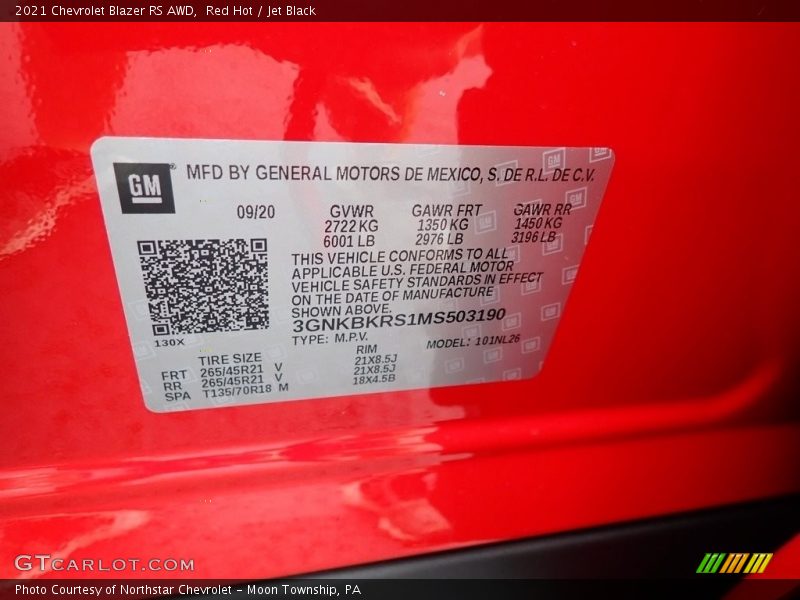 2021 Chevrolet Blazer RS AWD,  Red Hot / Jet Black
GM
MFD BY GENERAL MOTORS DE MEXICO, S. DE R.L. DE C.V.
09/20 GVWR GAWR FRT GAWR RR
2722 KG 1350 KG 1450 KG
6001 LB 2976 LB 3196 LB
THIS VEHICLE CONFORMS TO ALL
APPLICABLE U.S. FEDERAL MOTOR
VEHICLE SAFETY STANDARDS IN EFFECT
ON THE DATE OF MANUFACTURE
SHOWN ABOVE.
3GNKBKRS1MS503190
130X TYPE: M.P.V. MODEL: 101NL26
TIRE SIZE RIM
FRT 265/45R21 V 21X8.5J
RR 265/45R21 V 21X8.5J
SPA T135/70R18 M 18X4.5B
GTCARLOT.COM
Photo Courtesy of Northstar Chevrolet - Moon Township, PA